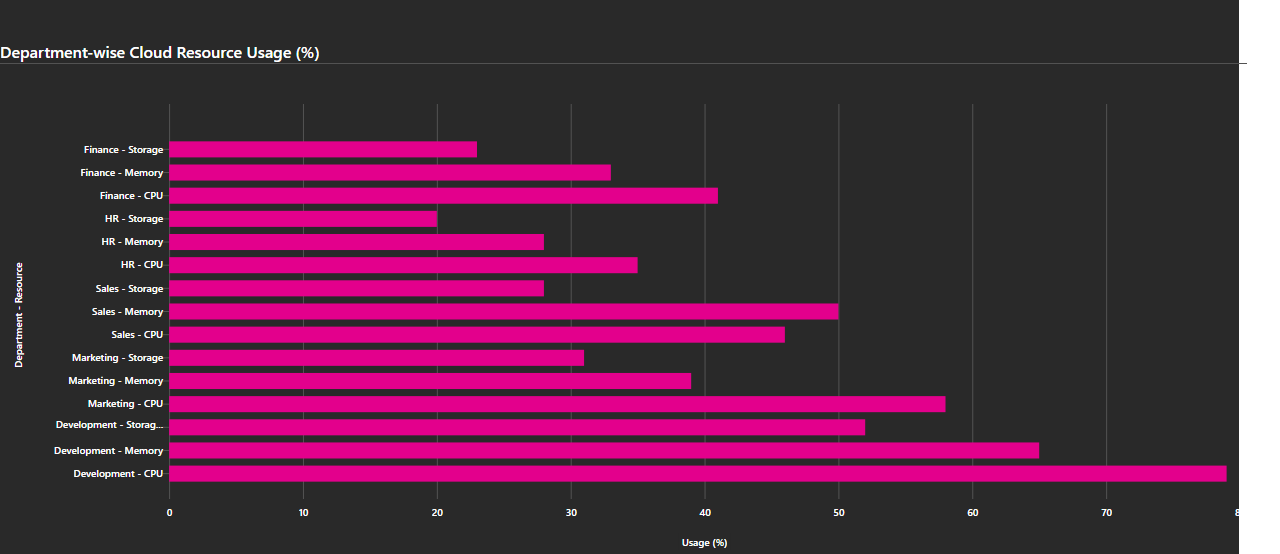 Department-wise Cloud Resource Usage (%)
Department - Resource
Finance - Storage
Finance - Memory
Finance - CPU
HR - Storage
HR - Memory
HR - CPU
Sales - Storage
Sales - Memory
Sales - CPU
Marketing - Storage
Marketing - Memory
Marketing - CPU
Development - Storag...
Development - Memory
Development - CPU
0 10 20 30 40 50 60 70
Usage (%)